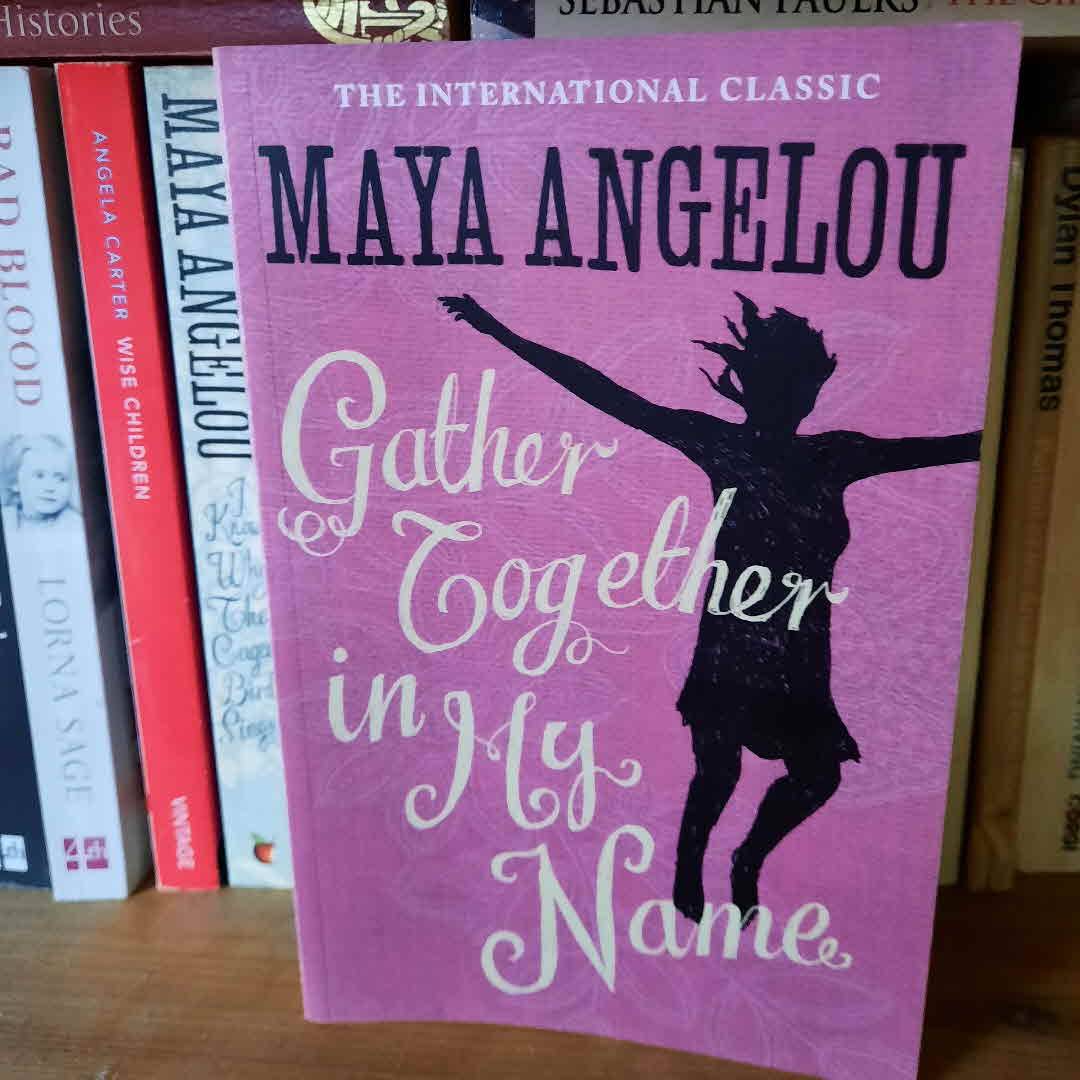 Histories
SEBASTIAN FAULKS
THE INTERNATIONAL CLASSIC
MAYA ANGELOU
Gather
Together
in My
Name
BAD BLOOD
LORNA SAGE
ANGELA CARTER WISE CHILDREN
VINTAGE
MAYA ANGELOU
I
Know
Why
The
Caged
Bird
Sings
Dylan Thomas